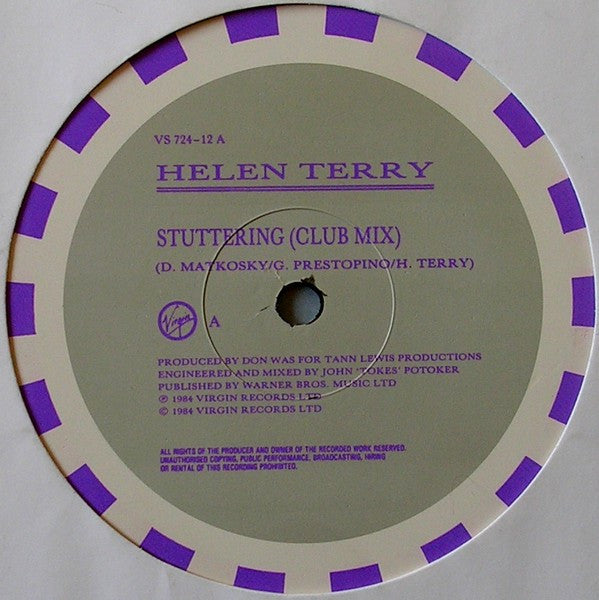 VS 724-12 A
HELEN TERRY
STUTTERING (CLUB MIX)
(D. MATKOSKY/G. PRESTOPINO/H. TERRY)
Virgin A
PRODUCED BY DON WAS FOR TANN LEWIS PRODUCTIONS
ENGINEERED AND MIXED BY JOHN 'TOKES' POTOKER
PUBLISHED BY WARNER BROS. MUSIC LTD
℗ 1984 VIRGIN RECORDS LTD
© 1984 VIRGIN RECORDS LTD
ALL RIGHTS OF THE PRODUCER AND OWNER OF THE RECORDED WORK RESERVED.
UNAUTHORISED COPYING, PUBLIC PERFORMANCE, BROADCASTING, HIRING
OR RENTAL OF THIS RECORDING PROHIBITED.